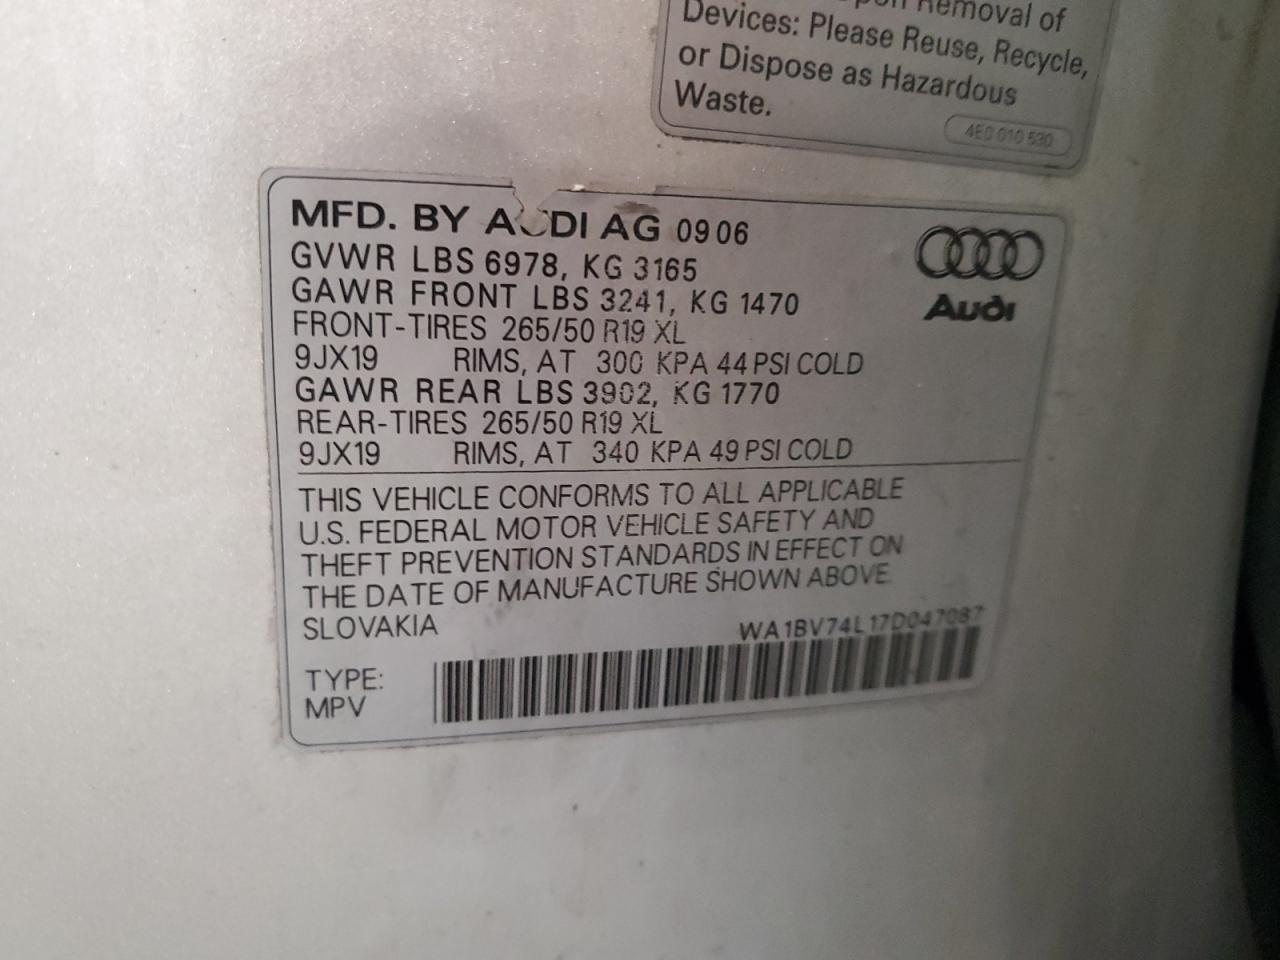 Upon Removal of
Devices: Please Reuse, Recycle,
or Dispose as Hazardous
Waste.
4E0 010 530
MFD. BY AUDI AG 0906
GVWR LBS 6978, KG 3165
GAWR FRONT LBS 3241, KG 1470
FRONT-TIRES 265/50 R19 XL
9JX19 RIMS, AT 300 KPA 44 PSI COLD
GAWR REAR LBS 3902, KG 1770
REAR-TIRES 265/50 R19 XL
9JX19 RIMS, AT 340 KPA 49 PSI COLD
Audi
THIS VEHICLE CONFORMS TO ALL APPLICABLE
U.S. FEDERAL MOTOR VEHICLE SAFETY AND
THEFT PREVENTION STANDARDS IN EFFECT ON
THE DATE OF MANUFACTURE SHOWN ABOVE.
SLOVAKIA
WA1BV74L17D047087
TYPE:
MPV